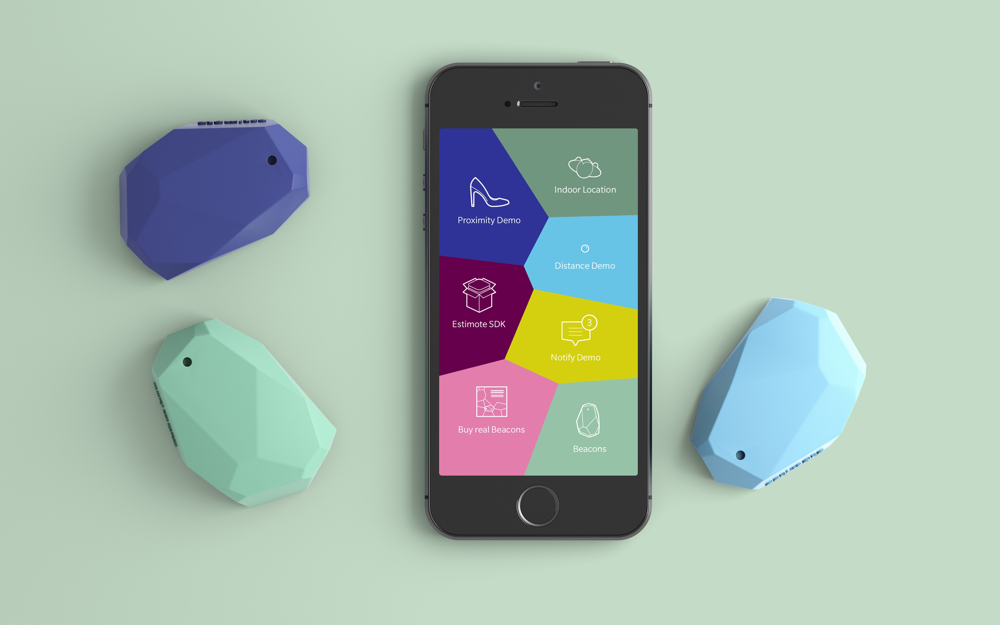 Indoor Location
Proximity Demo
Distance Demo
Estimote SDK
3
Notify Demo
Buy real Beacons
Beacons